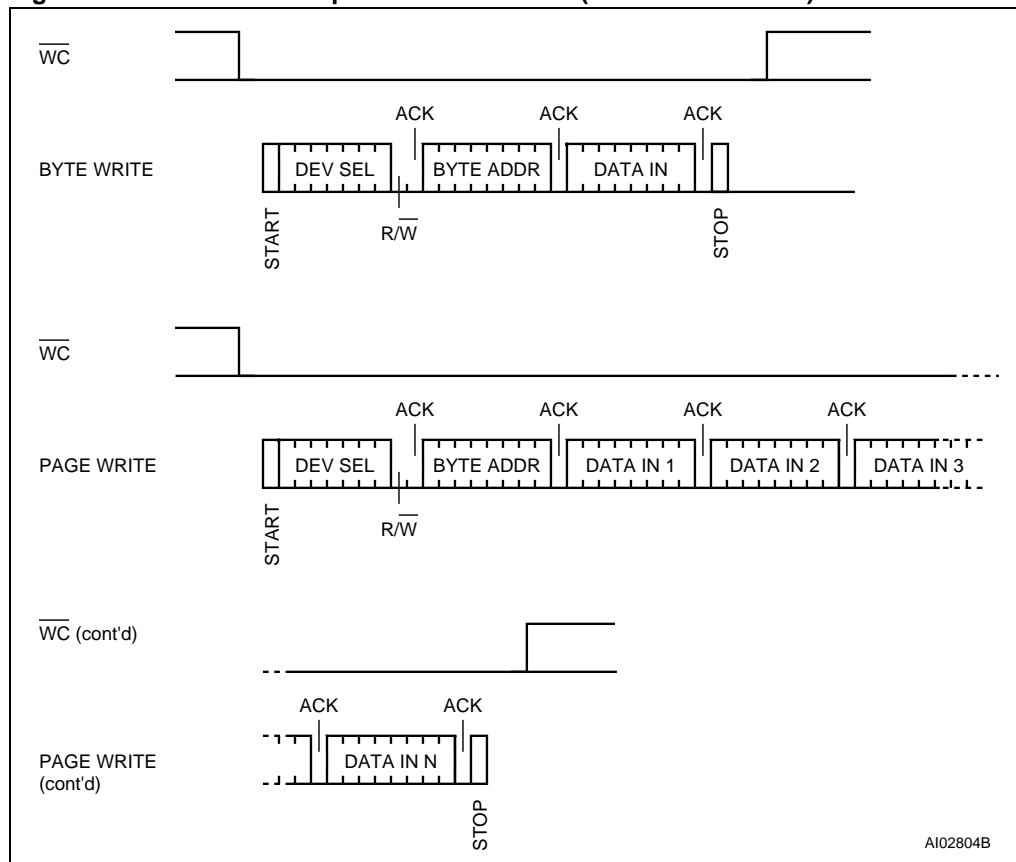 WC
ACK ACK ACK
BYTE WRITE DEV SEL BYTE ADDR DATA IN
R/W
START STOP
WC
ACK ACK ACK ACK
PAGE WRITE DEV SEL BYTE ADDR DATA IN 1 DATA IN 2 DATA IN 3
R/W
START
WC (cont'd)
ACK ACK
PAGE WRITE DATA IN N
(cont'd)
STOP
AI02804B